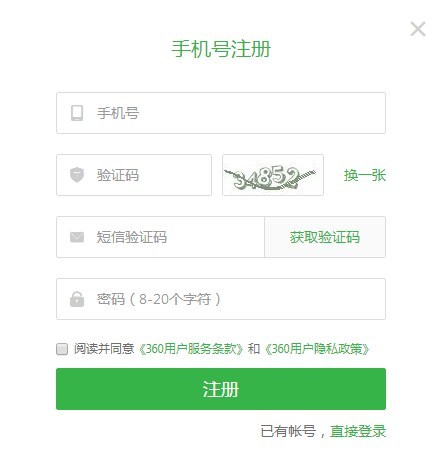 手机号注册
手机号
验证码 34852 换一张
短信验证码 获取验证码
密码（8-20个字符）
阅读并同意《360用户服务条款》和《360用户隐私政策》
注册
已有帐号，直接登录